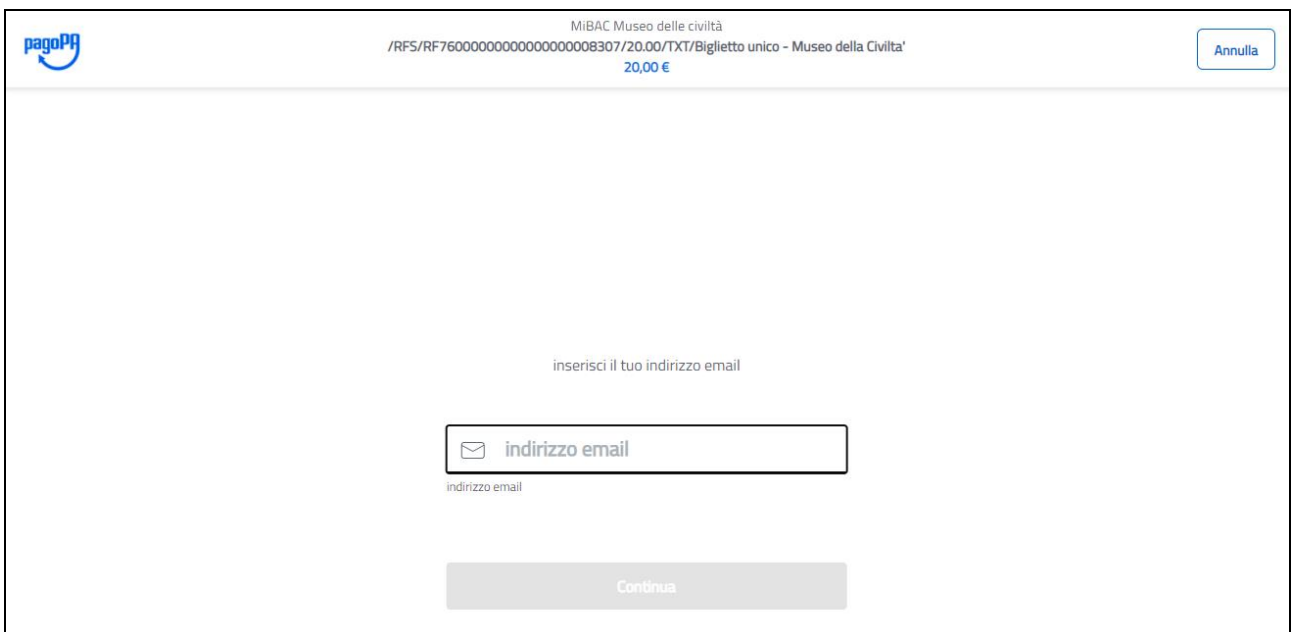 pagoPA
MiBAC Museo delle civiltà
/RFS/RF76000000000000000008307/20.00/TXT/Biglietto unico - Museo della Civilta'
20,00 €
Annulla
inserisci il tuo indirizzo email
indirizzo email
indirizzo email
Continua